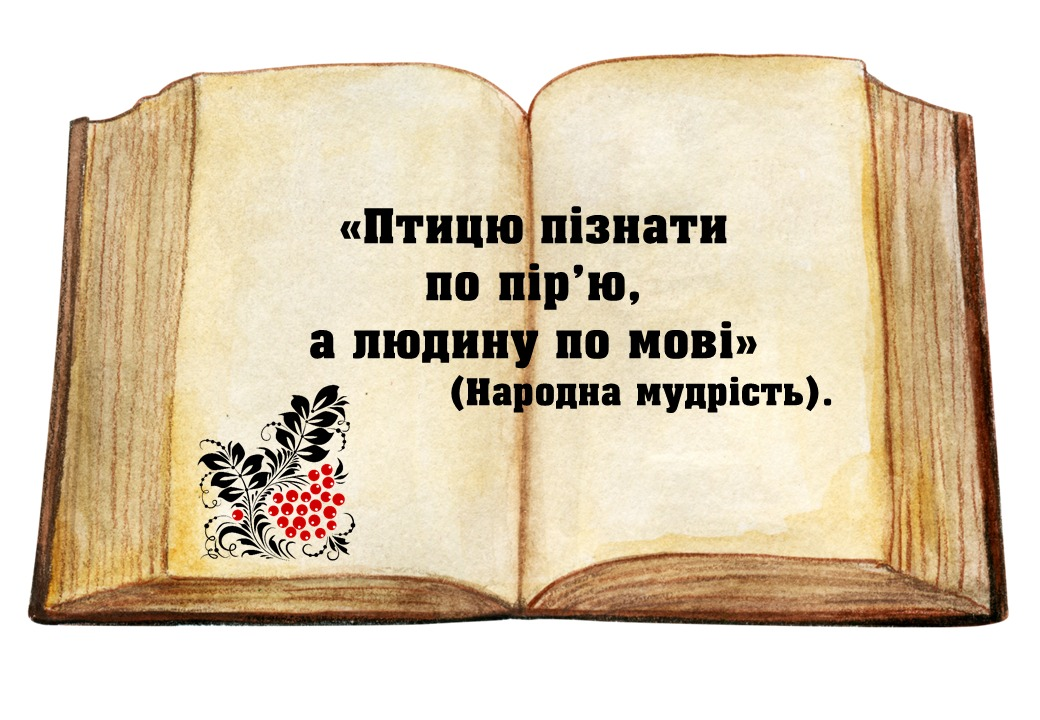 «Птицю пізнати
по пір’ю,
а людину по мові»
(Народна мудрість).